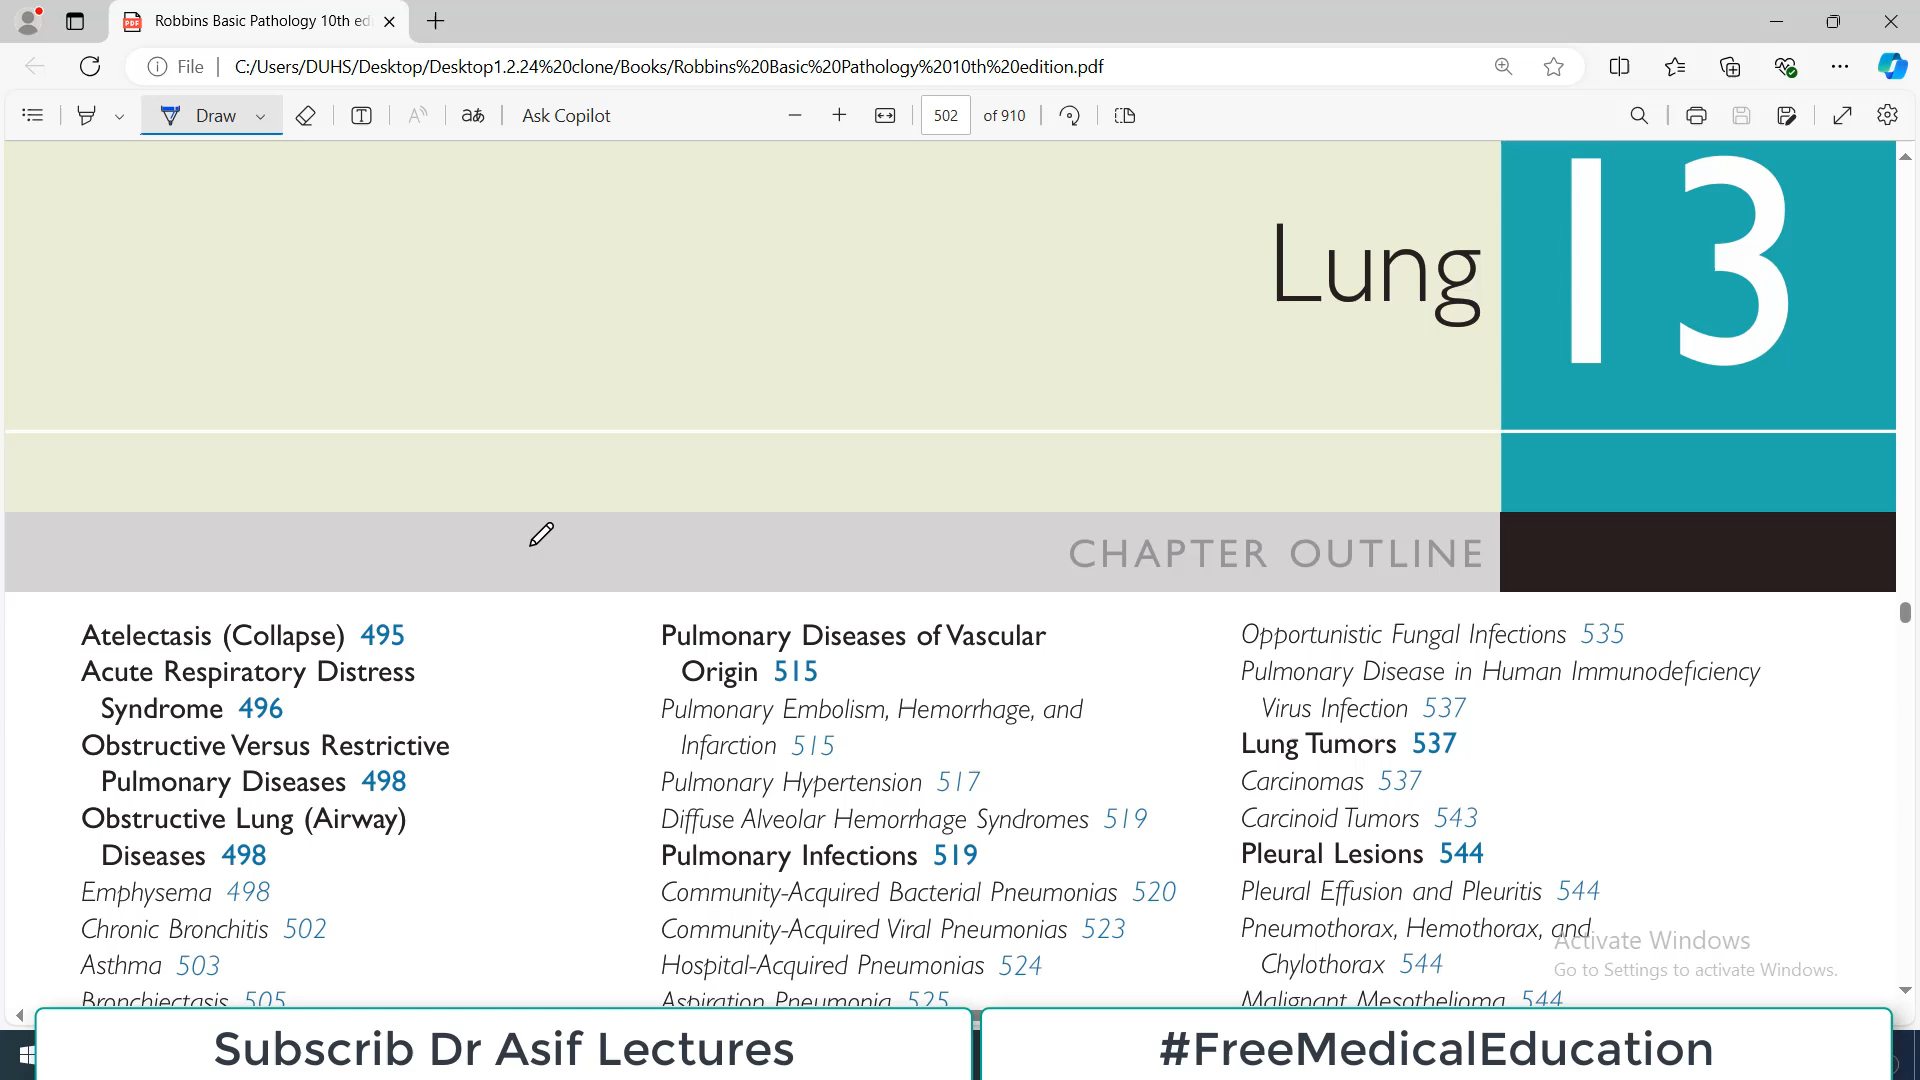 Robbins Basic Pathology 10th ed
File
C:/Users/DUHS/Desktop/Desktop1.2.24%20clone/Books/Robbins%20Basic%20Pathology%2010th%20edition.pdf
Draw
Ask Copilot
502 of 910
13
Lung
CHAPTER OUTLINE
Atelectasis (Collapse) 495
Acute Respiratory Distress
Syndrome 496
Obstructive Versus Restrictive
Pulmonary Diseases 498
Obstructive Lung (Airway)
Diseases 498
Emphysema 498
Chronic Bronchitis 502
Asthma 503
Bronchiectasis 505
Pulmonary Diseases of Vascular
Origin 515
Pulmonary Embolism, Hemorrhage, and
Infarction 515
Pulmonary Hypertension 517
Diffuse Alveolar Hemorrhage Syndromes 519
Pulmonary Infections 519
Community-Acquired Bacterial Pneumonias 520
Community-Acquired Viral Pneumonias 523
Hospital-Acquired Pneumonias 524
Aspiration Pneumonia 525
Opportunistic Fungal Infections 535
Pulmonary Disease in Human Immunodeficiency
Virus Infection 537
Lung Tumors 537
Carcinomas 537
Carcinoid Tumors 543
Pleural Lesions 544
Pleural Effusion and Pleuritis 544
Pneumothorax, Hemothorax, and
Chylothorax 544
Malignant Mesothelioma 544
Activate Windows
Go to Settings to activate Windows.
Subscrib Dr Asif Lectures
#FreeMedicalEducation